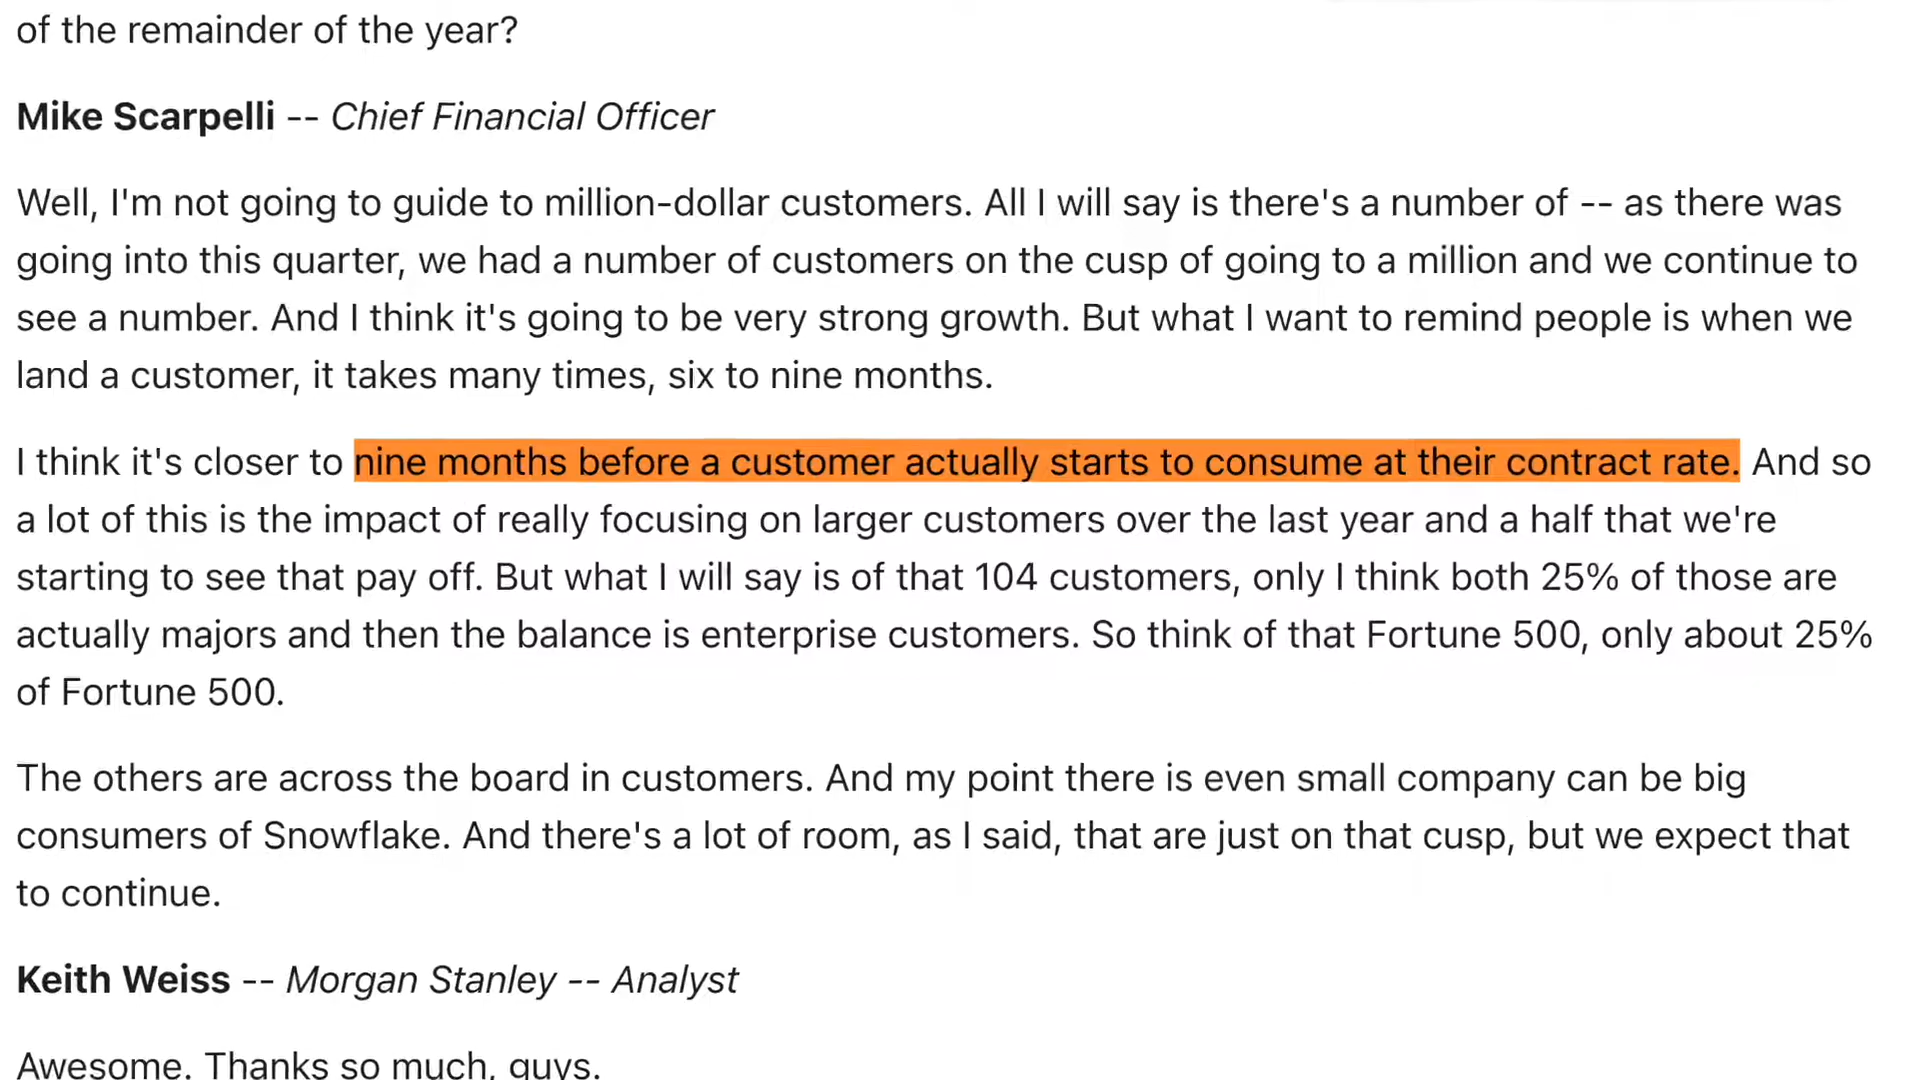 of the remainder of the year?
Mike Scarpelli -- Chief Financial Officer
Well, I'm not going to guide to million-dollar customers. All I will say is there's a number of -- as there was
going into this quarter, we had a number of customers on the cusp of going to a million and we continue to
see a number. And I think it's going to be very strong growth. But what I want to remind people is when we
land a customer, it takes many times, six to nine months.
I think it's closer to nine months before a customer actually starts to consume at their contract rate. And so
a lot of this is the impact of really focusing on larger customers over the last year and a half that we're
starting to see that pay off. But what I will say is of that 104 customers, only I think both 25% of those are
actually majors and then the balance is enterprise customers. So think of that Fortune 500, only about 25%
of Fortune 500.
The others are across the board in customers. And my point there is even small company can be big
consumers of Snowflake. And there's a lot of room, as I said, that are just on that cusp, but we expect that
to continue.
Keith Weiss -- Morgan Stanley -- Analyst
Awesome. Thanks so much, guys.